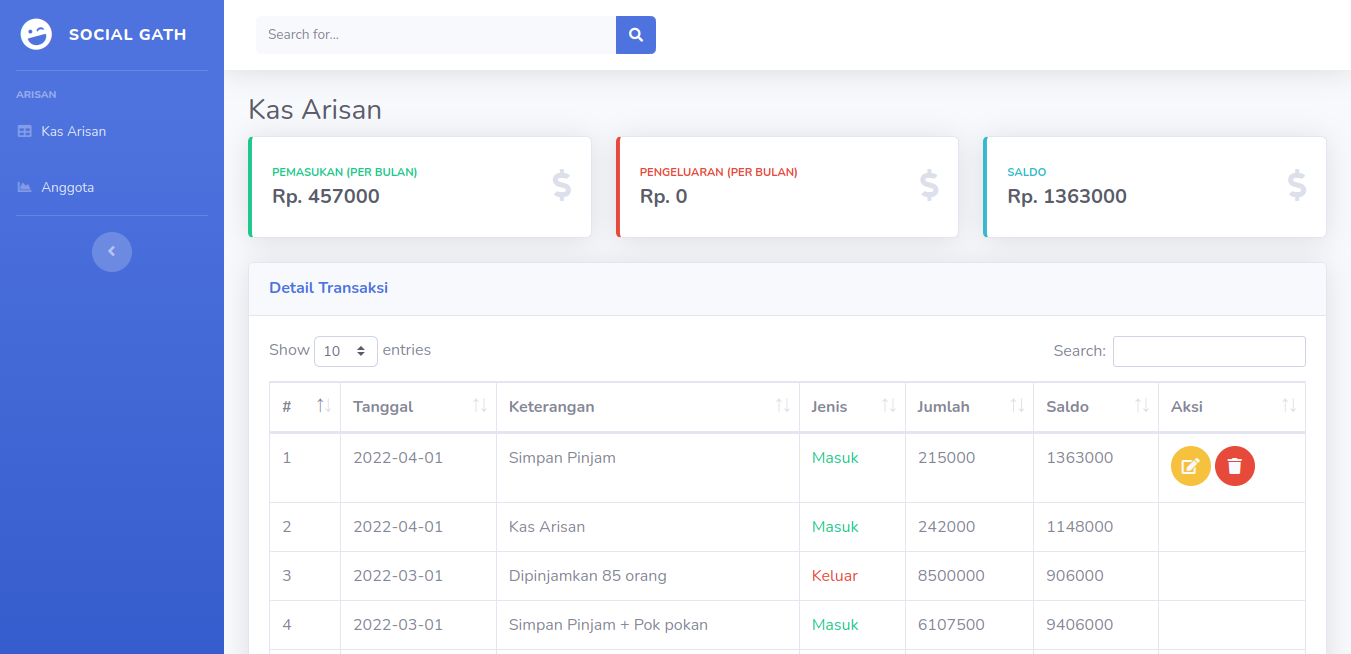 SOCIAL GATH
Search for...
ARISAN
Kas Arisan
Anggota
Kas Arisan
PEMASUKAN (PER BULAN)
Rp. 457000
PENGELUARAN (PER BULAN)
Rp. 0
SALDO
Rp. 1363000
Detail Transaksi
Show 10 entries
Search:
# Tanggal Keterangan Jenis Jumlah Saldo Aksi
1 2022-04-01 Simpan Pinjam Masuk 215000 1363000
2 2022-04-01 Kas Arisan Masuk 242000 1148000
3 2022-03-01 Dipinjamkan 85 orang Keluar 8500000 906000
4 2022-03-01 Simpan Pinjam + Pok pokan Masuk 6107500 9406000